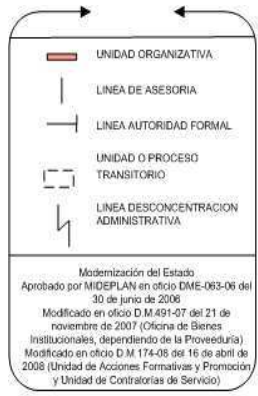 UNIDAD ORGANIZATIVA
LINEA DE ASESORIA
LINEA AUTORIDAD FORMAL
UNIDAD O PROCESO
TRANSITORIO
LINEA DESCONCENTRACION
ADMINISTRATIVA
Modernización del Estado
Aprobado por MIDEPLAN en oficio DME-063-06 del
30 de junio de 2006
Modificado en oficio D.M.491-07 del 21 de
noviembre de 2007 (Oficina de Bienes
Institucionales, dependiendo de la Proveeduría)
Modificado en oficio D.M.174-08 del 16 de abril de
2008 (Unidad de Acciones Formativas y Promoción
y Unidad de Contralorías de Servicio)